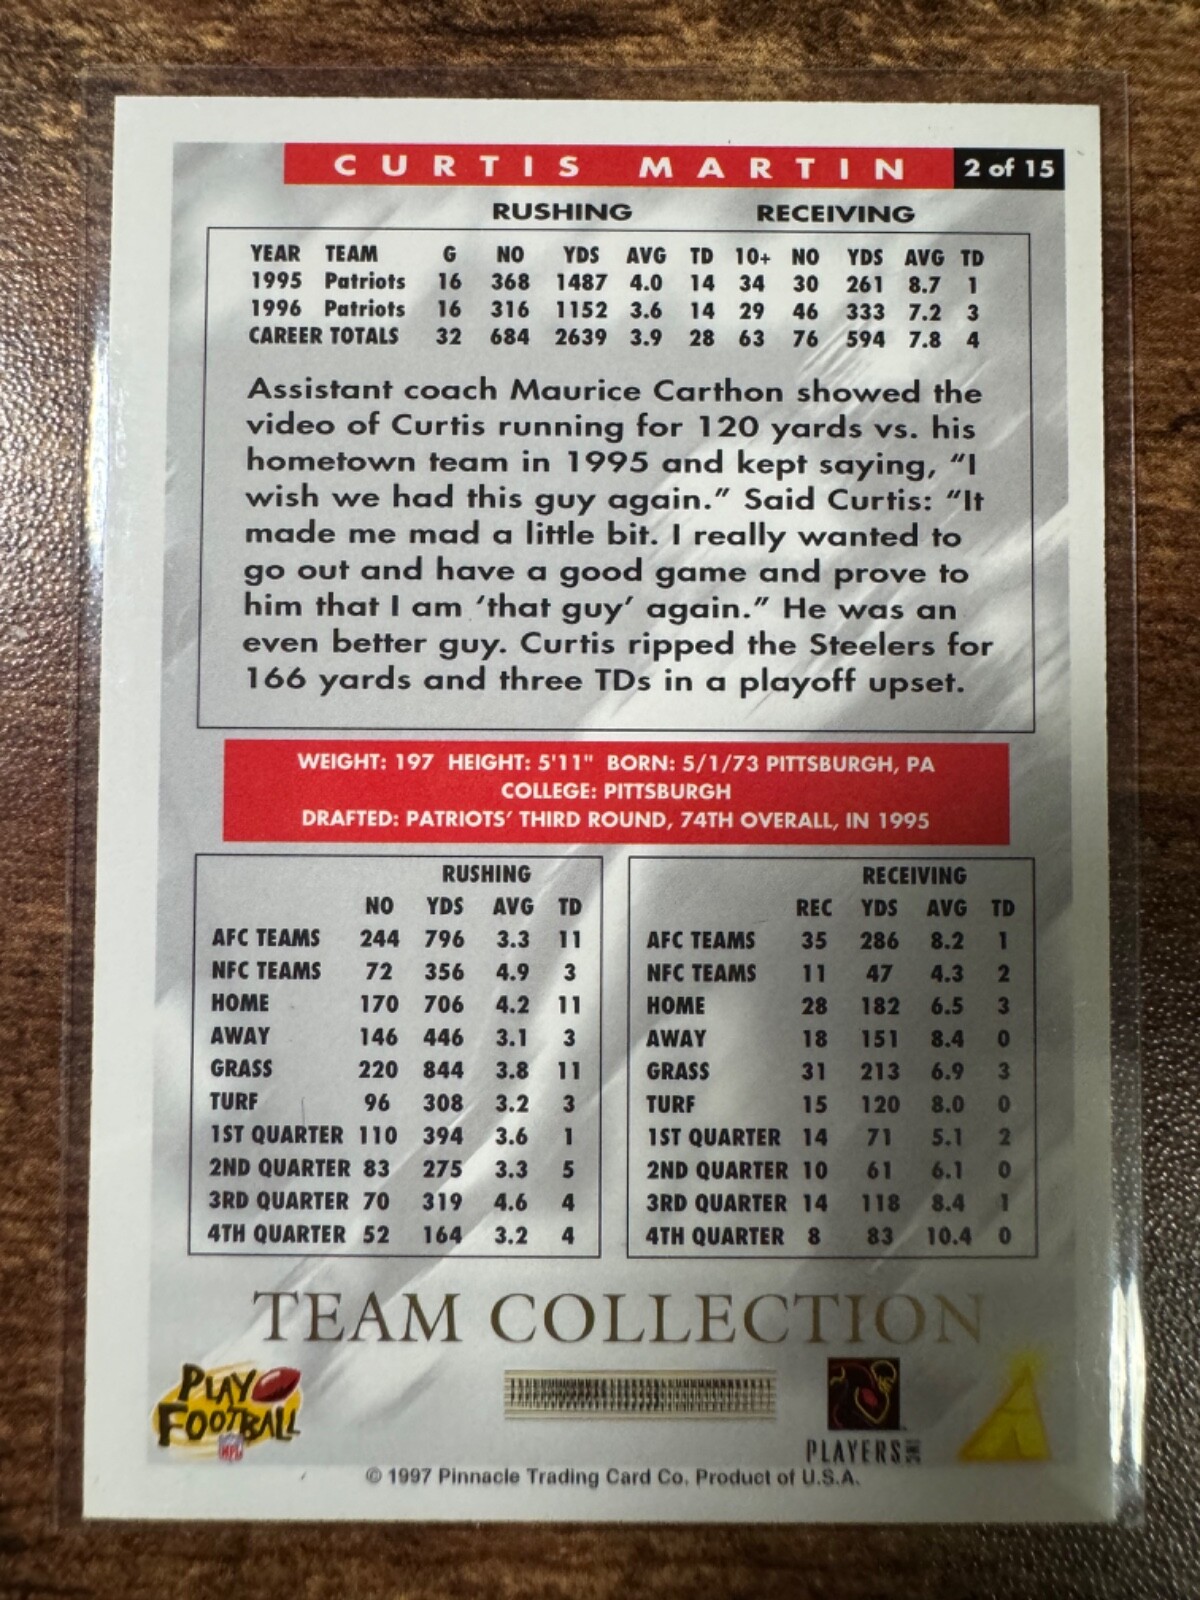 CURTIS MARTIN 2 of 15
RUSHING RECEIVING
YEAR TEAM G NO YDS AVG TD 10+ NO YDS AVG TD
1995 Patriots 16 368 1487 4.0 14 34 30 261 8.7 1
1996 Patriots 16 316 1152 3.6 14 29 46 333 7.2 3
CAREER TOTALS 32 684 2639 3.9 28 63 76 594 7.8 4
Assistant coach Maurice Carthon showed the
video of Curtis running for 120 yards vs. his
hometown team in 1995 and kept saying, “I
wish we had this guy again.” Said Curtis: “It
made me mad a little bit. I really wanted to
go out and have a good game and prove to
him that I am ‘that guy’ again.” He was an
even better guy. Curtis ripped the Steelers for
166 yards and three TDs in a playoff upset.
WEIGHT: 197 HEIGHT: 5'11" BORN: 5/1/73 PITTSBURGH, PA
COLLEGE: PITTSBURGH
DRAFTED: PATRIOTS’ THIRD ROUND, 74TH OVERALL, IN 1995
RUSHING
NO YDS AVG TD
AFC TEAMS 244 796 3.3 11
NFC TEAMS 72 356 4.9 3
HOME 170 706 4.2 11
AWAY 146 446 3.1 3
GRASS 220 844 3.8 11
TURF 96 308 3.2 3
1ST QUARTER 110 394 3.6 1
2ND QUARTER 83 275 3.3 5
3RD QUARTER 70 319 4.6 4
4TH QUARTER 52 164 3.2 4
RECEIVING
REC YDS AVG TD
AFC TEAMS 35 286 8.2 1
NFC TEAMS 11 47 4.3 2
HOME 28 182 6.5 3
AWAY 18 151 8.4 0
GRASS 31 213 6.9 3
TURF 15 120 8.0 0
1ST QUARTER 14 71 5.1 2
2ND QUARTER 10 61 6.1 0
3RD QUARTER 14 118 8.4 1
4TH QUARTER 8 83 10.4 0
TEAM COLLECTION
PLAY
FOOTBALL
NFL
PLAYERS
© 1997 Pinnacle Trading Card Co. Product of U.S.A.